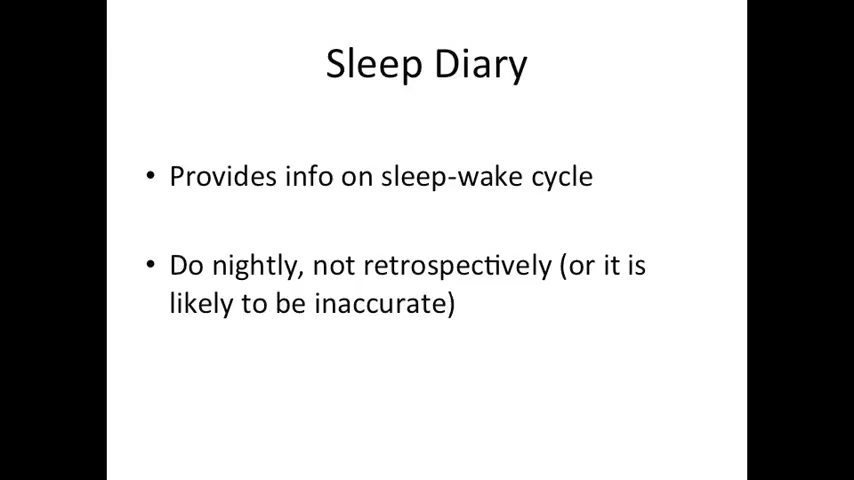 Sleep Diary
• Provides info on sleep-wake cycle
• Do nightly, not retrospectively (or it is
likely to be inaccurate)